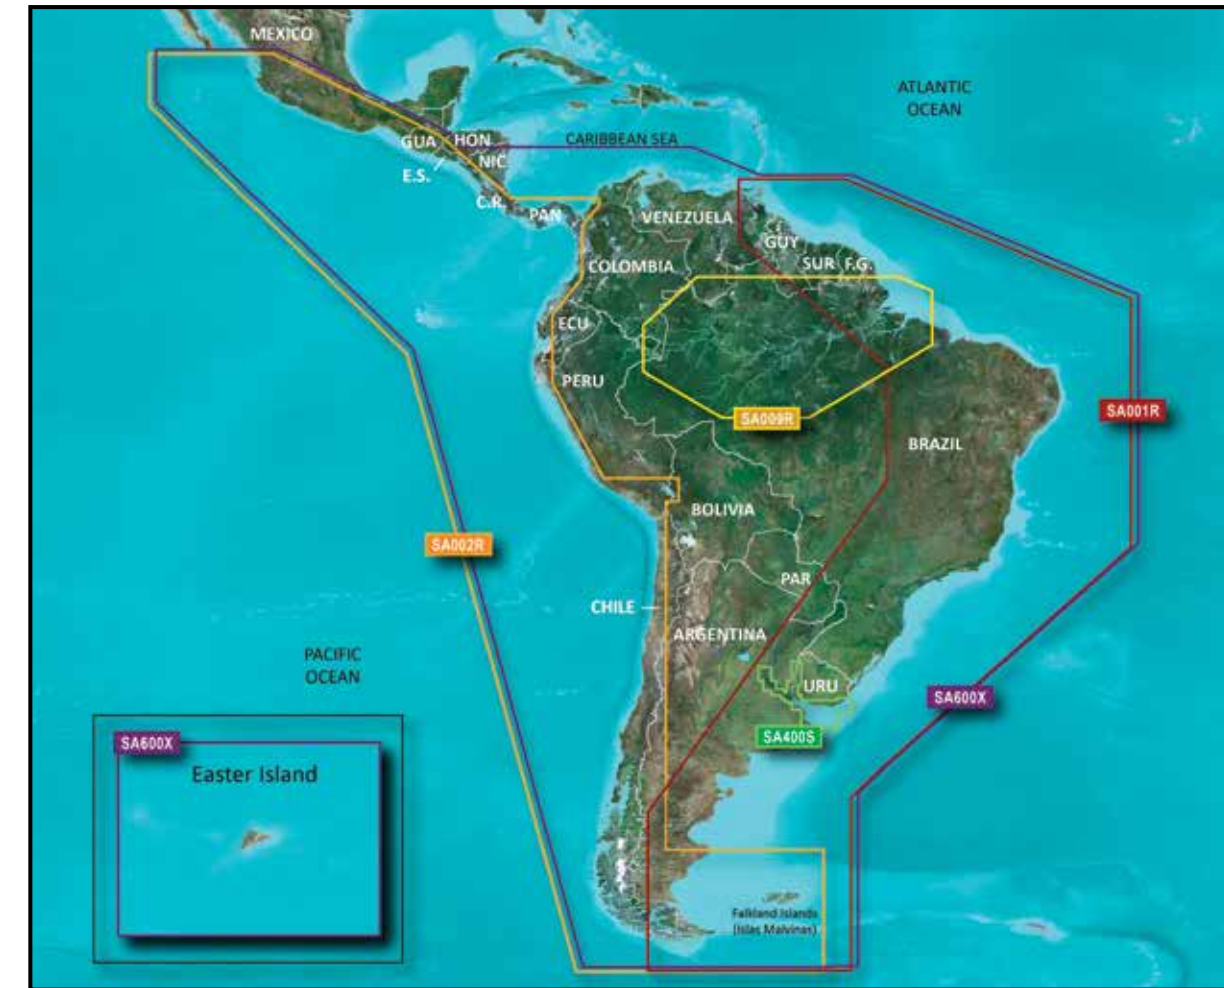 MEXICO
ATLANTIC
OCEAN
GUA
HON
CARIBBEAN SEA
NIC
E.S.
C.R.
PAN
VENEZUELA
GUY
SUR
F.G.
COLOMBIA
ECU
PERU
SA009R
SA001R
BRAZIL
BOLIVIA
SA002R
PAR
CHILE
ARGENTINA
PACIFIC
OCEAN
URU
SA600X
SA400S
SA600X
Easter Island
Falkland Islands
(Islas Malvinas)